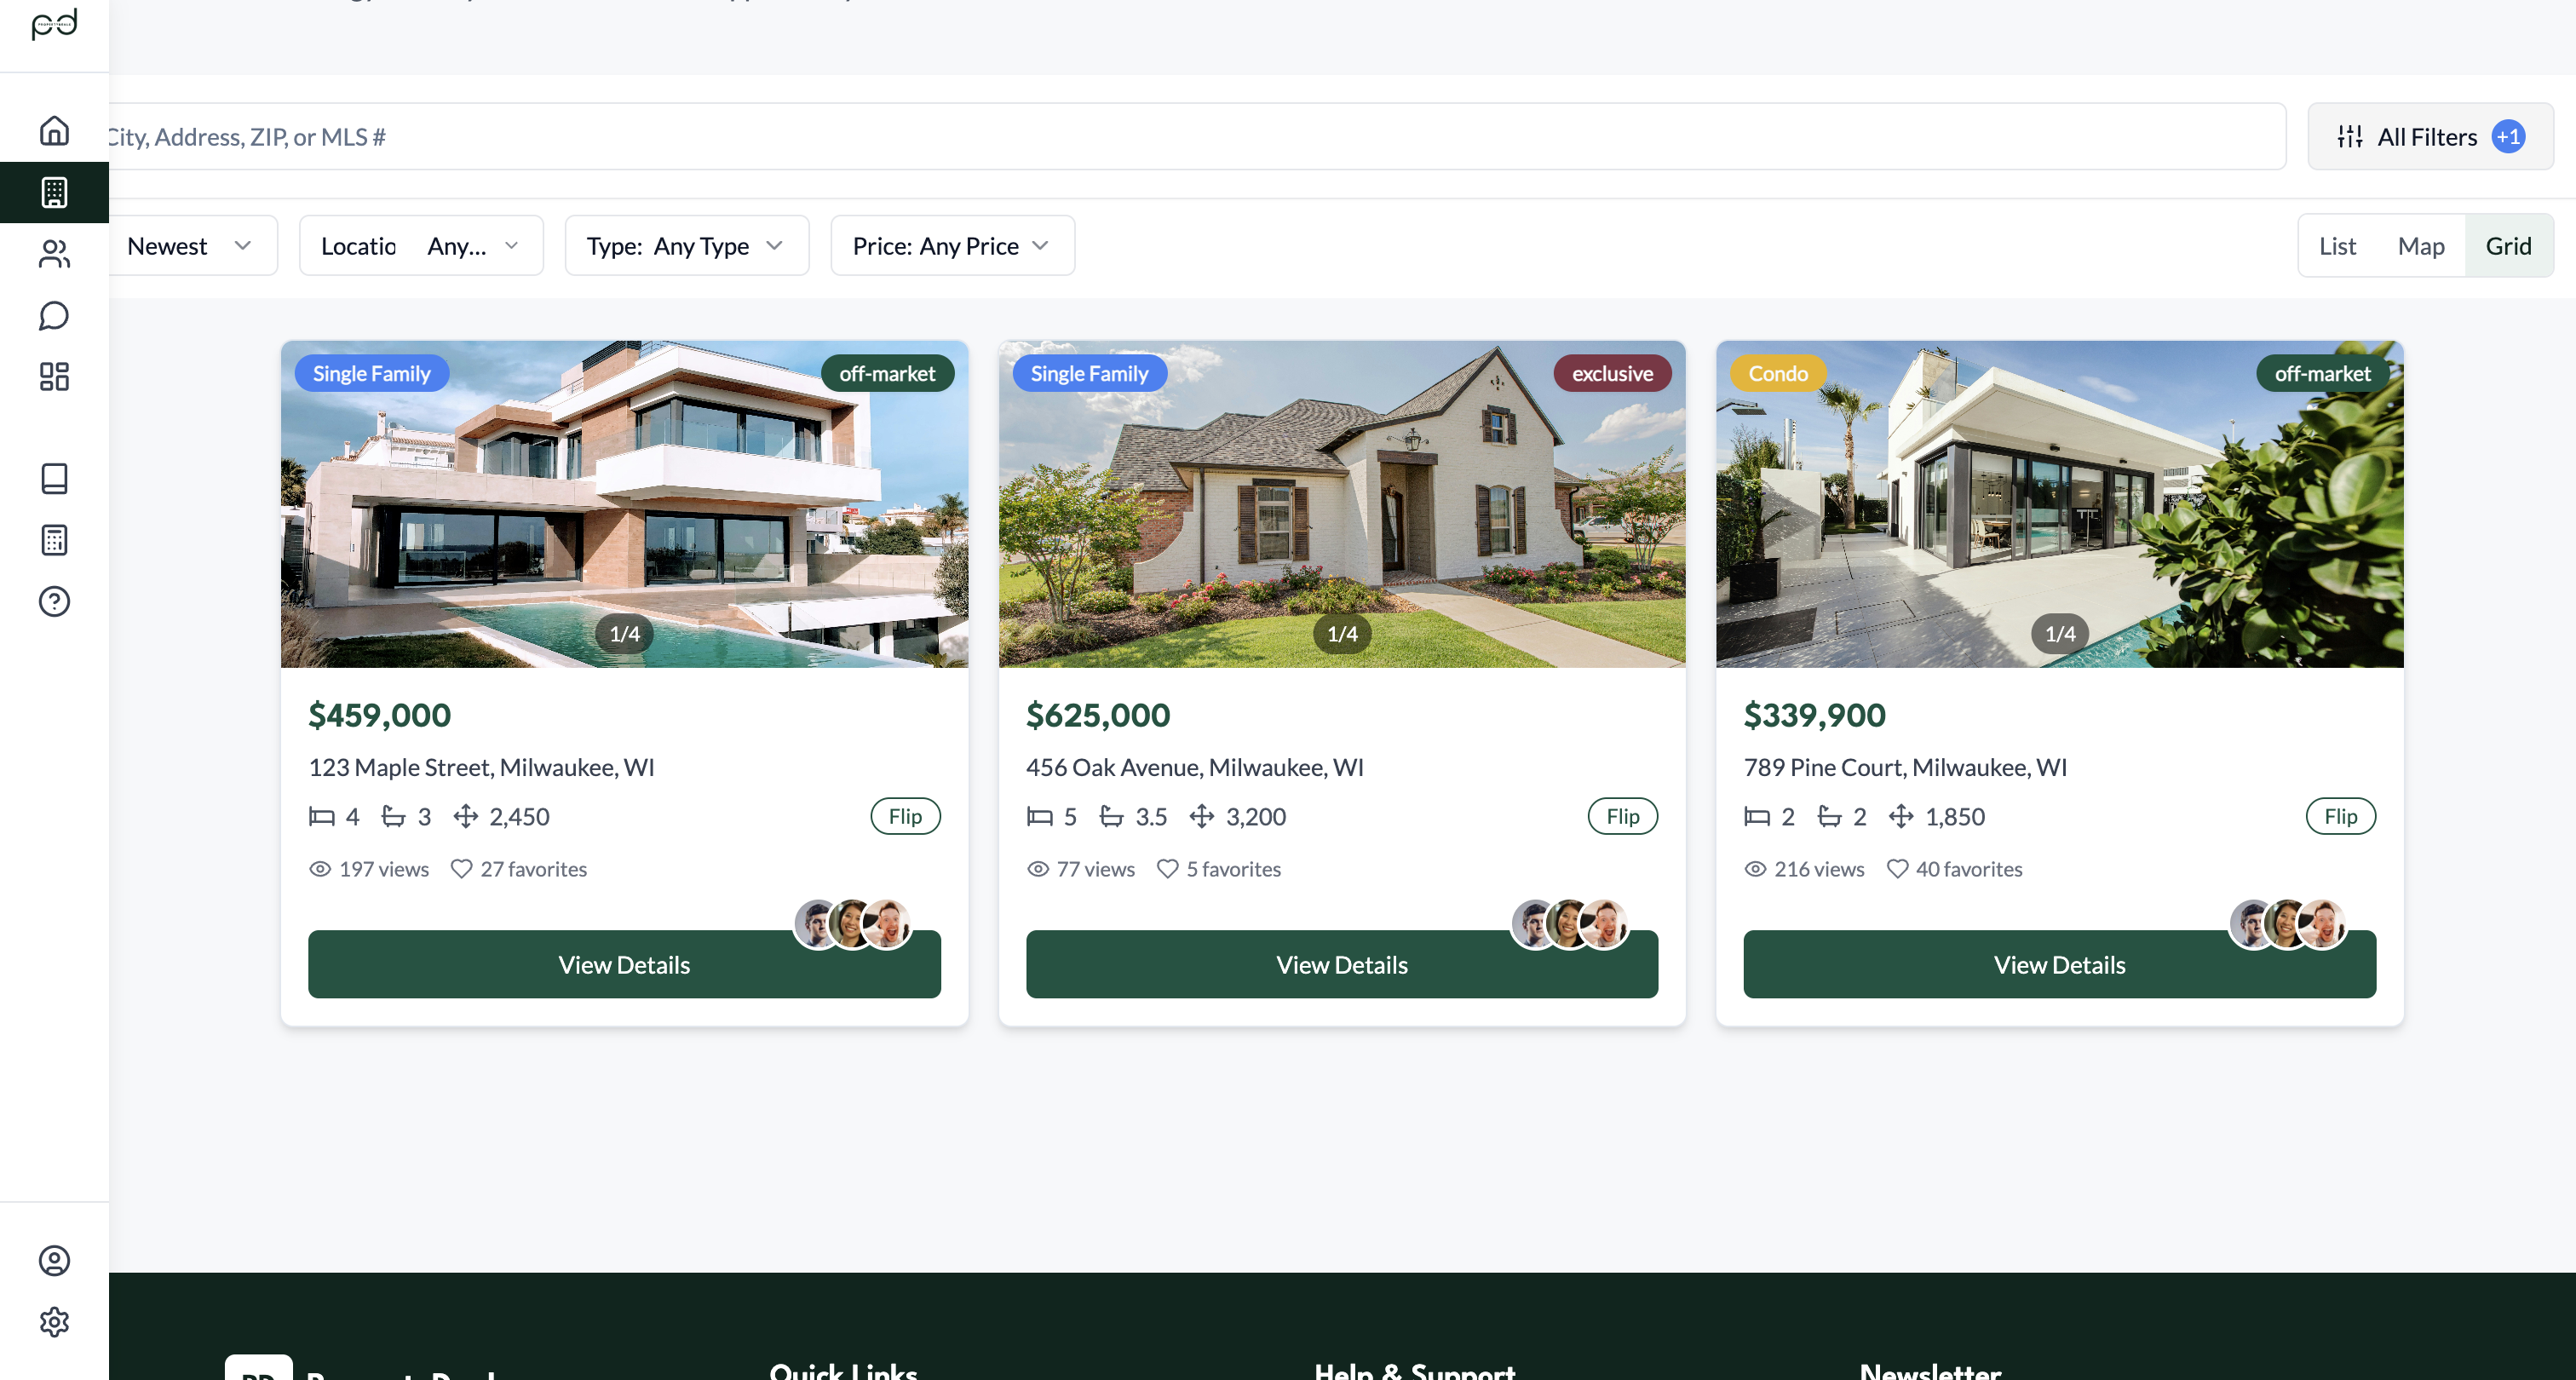 pd
City, Address, ZIP, or MLS #
All Filters +1
Newest
Locatio Any...
Type: Any Type
Price: Any Price
List Map Grid
Single Family
off-market
1/4
$459,000
123 Maple Street, Milwaukee, WI
4 3 2,450
Flip
197 views 27 favorites
View Details
Single Family
exclusive
1/4
$625,000
456 Oak Avenue, Milwaukee, WI
5 3.5 3,200
Flip
77 views 5 favorites
View Details
Condo
off-market
1/4
$339,900
789 Pine Court, Milwaukee, WI
2 2 1,850
Flip
216 views 40 favorites
View Details
Quick Links
Help & Support
Newsletter